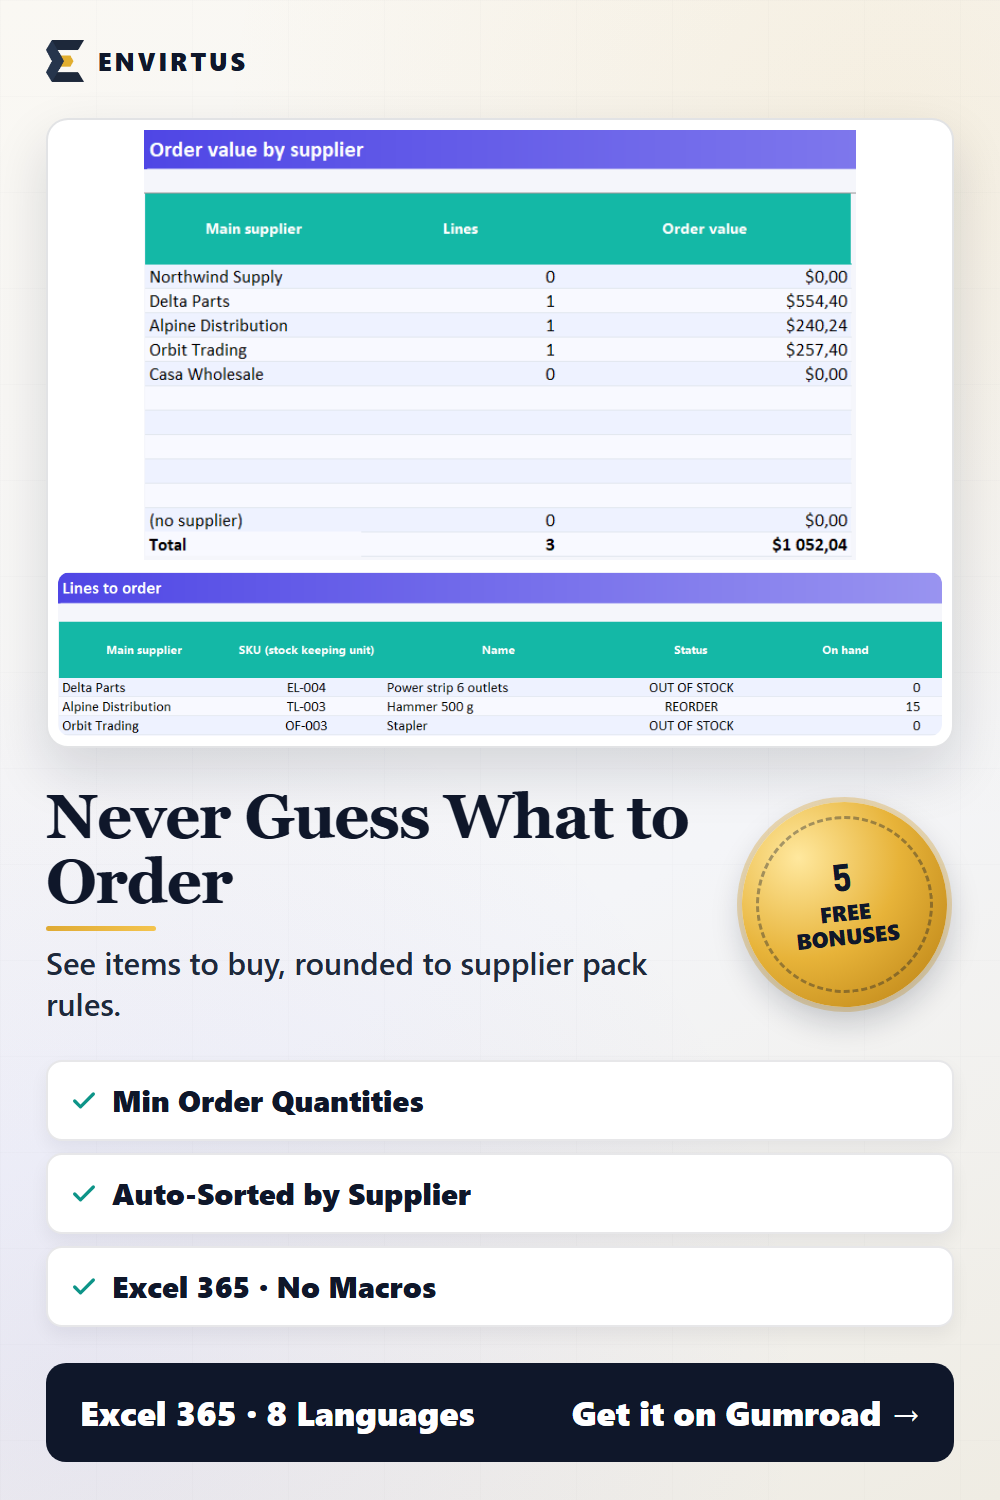 ENVIRTUS
Order value by supplier
Main supplier Lines Order value
Northwind Supply 0 $0,00
Delta Parts 1 $554,40
Alpine Distribution 1 $240,24
Orbit Trading 1 $257,40
Casa Wholesale 0 $0,00
(no supplier) 0 $0,00
Total 3 $1 052,04
Lines to order
Main supplier SKU (stock keeping unit) Name Status On hand
Delta Parts EL-004 Power strip 6 outlets OUT OF STOCK 0
Alpine Distribution TL-003 Hammer 500 g REORDER 15
Orbit Trading OF-003 Stapler OUT OF STOCK 0
Never Guess What to
Order
See items to buy, rounded to supplier pack
rules.
5
FREE
BONUSES
Min Order Quantities
Auto-Sorted by Supplier
Excel 365 · No Macros
Excel 365 · 8 Languages Get it on Gumroad →